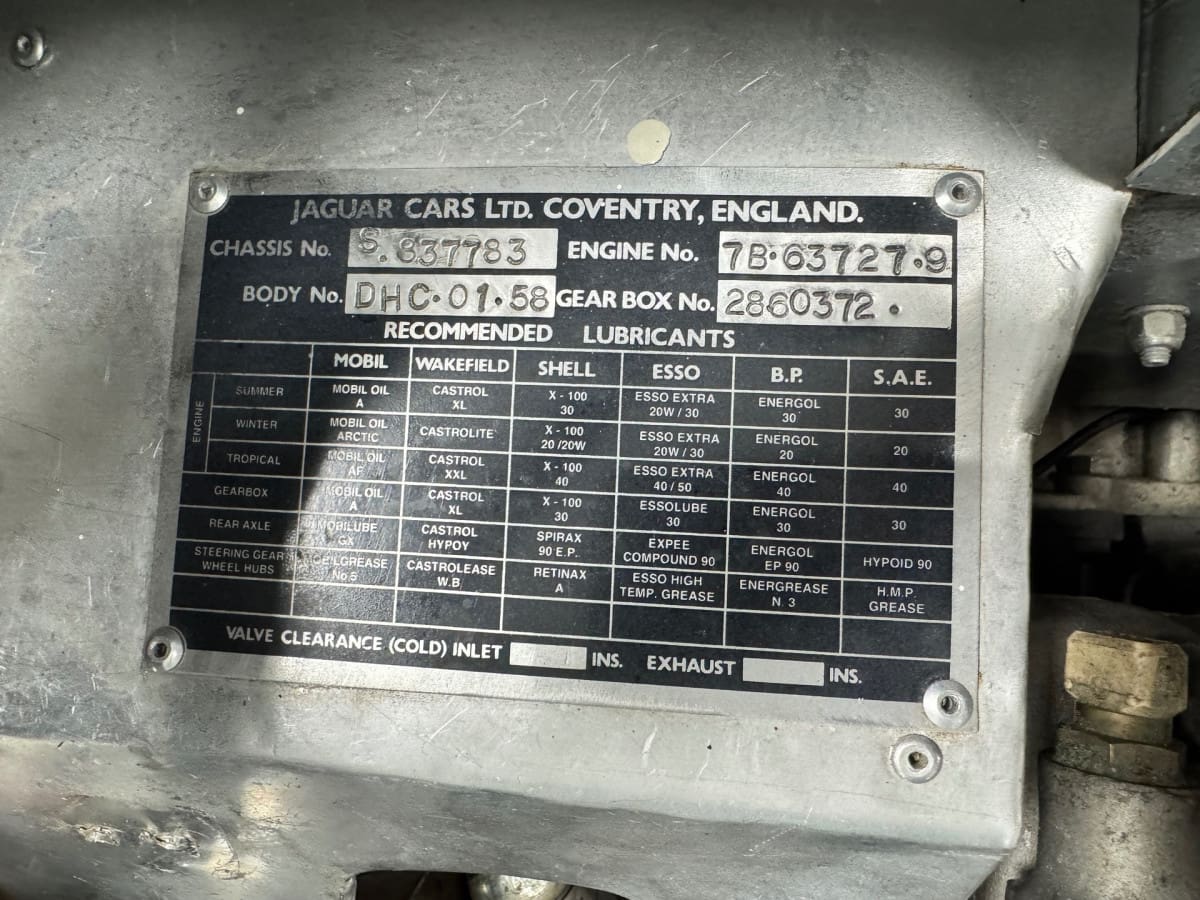 JAGUAR CARS LTD. COVENTRY, ENGLAND.
CHASSIS No. S. 837783 ENGINE No. 7B·63727·9
BODY No. DHC·01·58 GEAR BOX No. 2860372·
RECOMMENDED LUBRICANTS
MOBIL WAKEFIELD SHELL ESSO B.P. S.A.E.
ENGINE
SUMMER MOBIL OIL A CASTROL XL X - 100 30 ESSO EXTRA 20W / 30 ENERGOL 30 30
WINTER MOBIL OIL ARCTIC CASTROLITE X - 100 20 /20W ESSO EXTRA 20W / 30 ENERGOL 20 20
TROPICAL MOBIL OIL AF CASTROL XXL X - 100 40 ESSO EXTRA 40 / 50 ENERGOL 40 40
GEARBOX MOBIL OIL A CASTROL XL X - 100 30 ESSOLUBE 30 ENERGOL 30 30
REAR AXLE MOBILUBE GX CASTROL HYPOY SPIRAX 90 E.P. EXPEE COMPOUND 90 ENERGOL EP 90 HYPOID 90
STEERING GEAR WHEEL HUBS No 5 CASTROLEASE W.B. RETINAX A ESSO HIGH TEMP. GREASE ENERGREASE N 3 H.M.P. GREASE
VALVE CLEARANCE (COLD) INLET INS. EXHAUST INS.